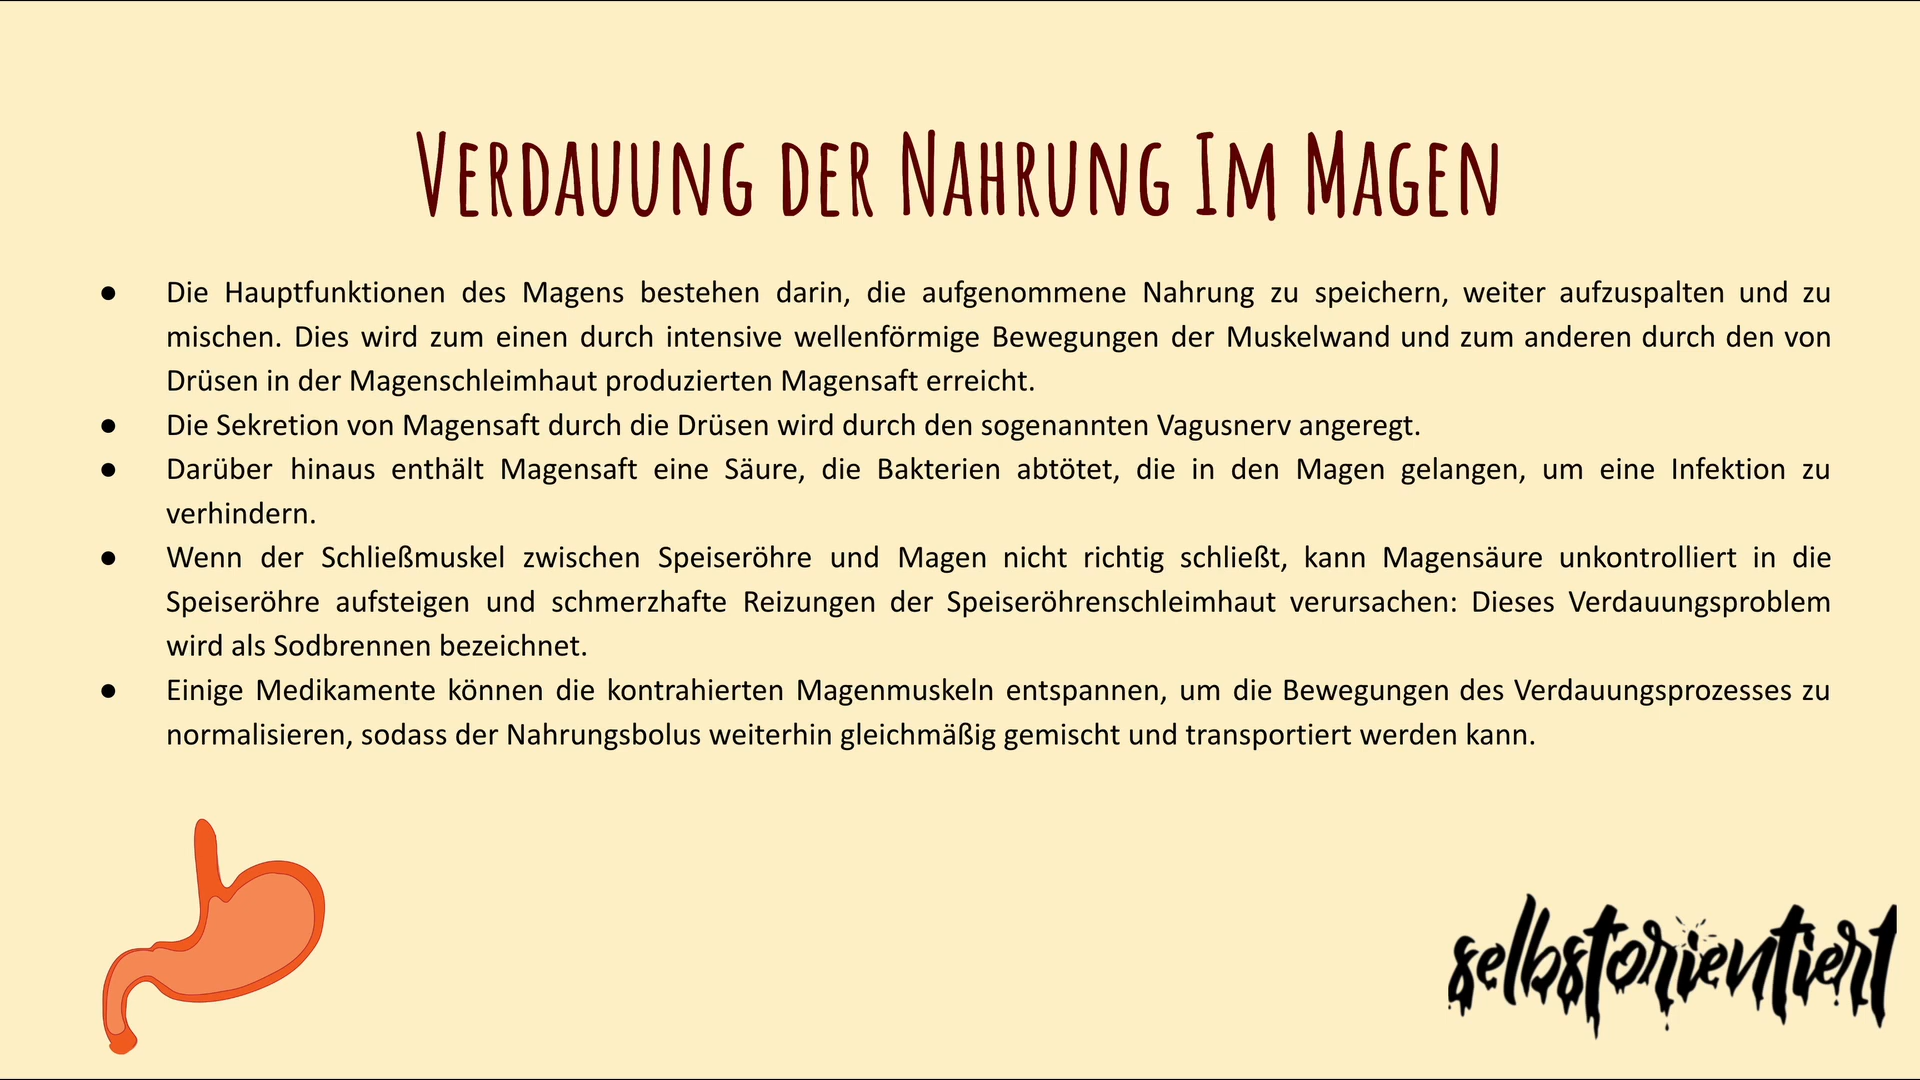 Verdauung der Nahrung Im Magen
● Die Hauptfunktionen des Magens bestehen darin, die aufgenommene Nahrung zu speichern, weiter aufzuspalten und zu
mischen. Dies wird zum einen durch intensive wellenförmige Bewegungen der Muskelwand und zum anderen durch den von
Drüsen in der Magenschleimhaut produzierten Magensaft erreicht.
● Die Sekretion von Magensaft durch die Drüsen wird durch den sogenannten Vagusnerv angeregt.
● Darüber hinaus enthält Magensaft eine Säure, die Bakterien abtötet, die in den Magen gelangen, um eine Infektion zu
verhindern.
● Wenn der Schließmuskel zwischen Speiseröhre und Magen nicht richtig schließt, kann Magensäure unkontrolliert in die
Speiseröhre aufsteigen und schmerzhafte Reizungen der Speiseröhrenschleimhaut verursachen: Dieses Verdauungsproblem
wird als Sodbrennen bezeichnet.
● Einige Medikamente können die kontrahierten Magenmuskeln entspannen, um die Bewegungen des Verdauungsprozesses zu
normalisieren, sodass der Nahrungsbolus weiterhin gleichmäßig gemischt und transportiert werden kann.
selbstorientiert